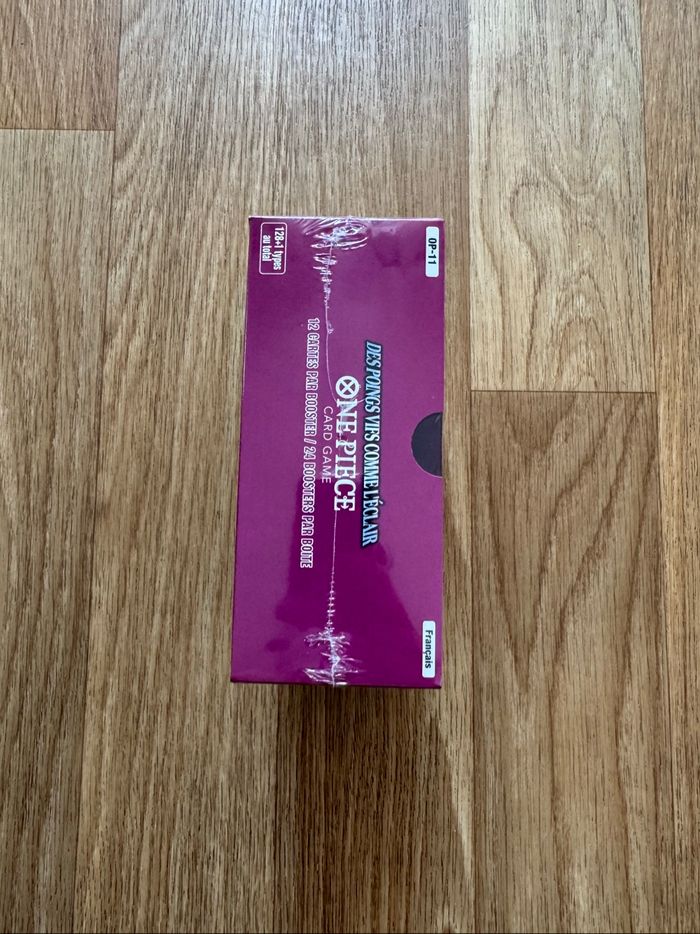 OP-11
Français
DES POINGS VIFS COMME L'ÉCLAIR
ONE PIECE
CARD GAME
12 CARTES PAR BOOSTER / 24 BOOSTERS PAR BOITE
128+1 types
au total